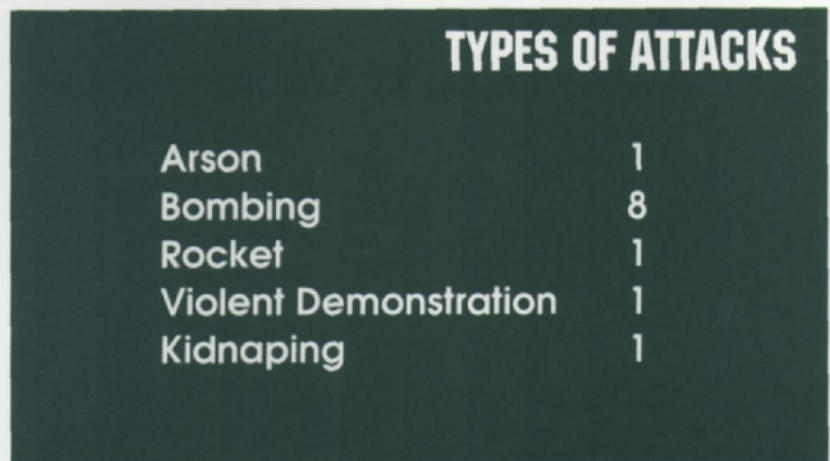 TYPES OF ATTACKS
Arson 1
Bombing 8
Rocket 1
Violent Demonstration 1
Kidnaping 1